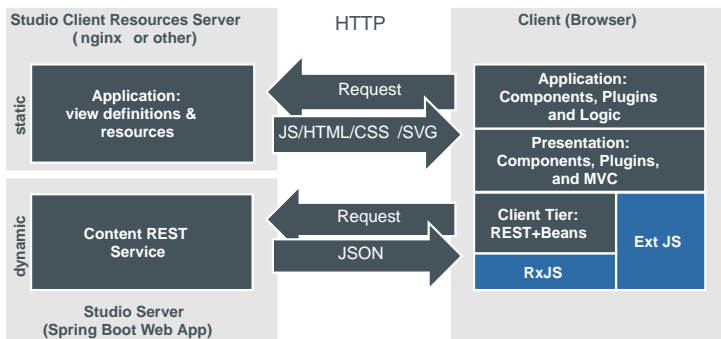 Studio Client Resources Server
( nginx or other)
HTTP
Client (Browser)
static
Application:
view definitions &
resources
Request
JS/HTML/CSS /SVG
Application:
Components, Plugins
and Logic
Presentation:
Components, Plugins,
and MVC
dynamic
Content REST
Service
Request
JSON
Client Tier:
REST+Beans
Ext JS
RxJS
Studio Server
(Spring Boot Web App)